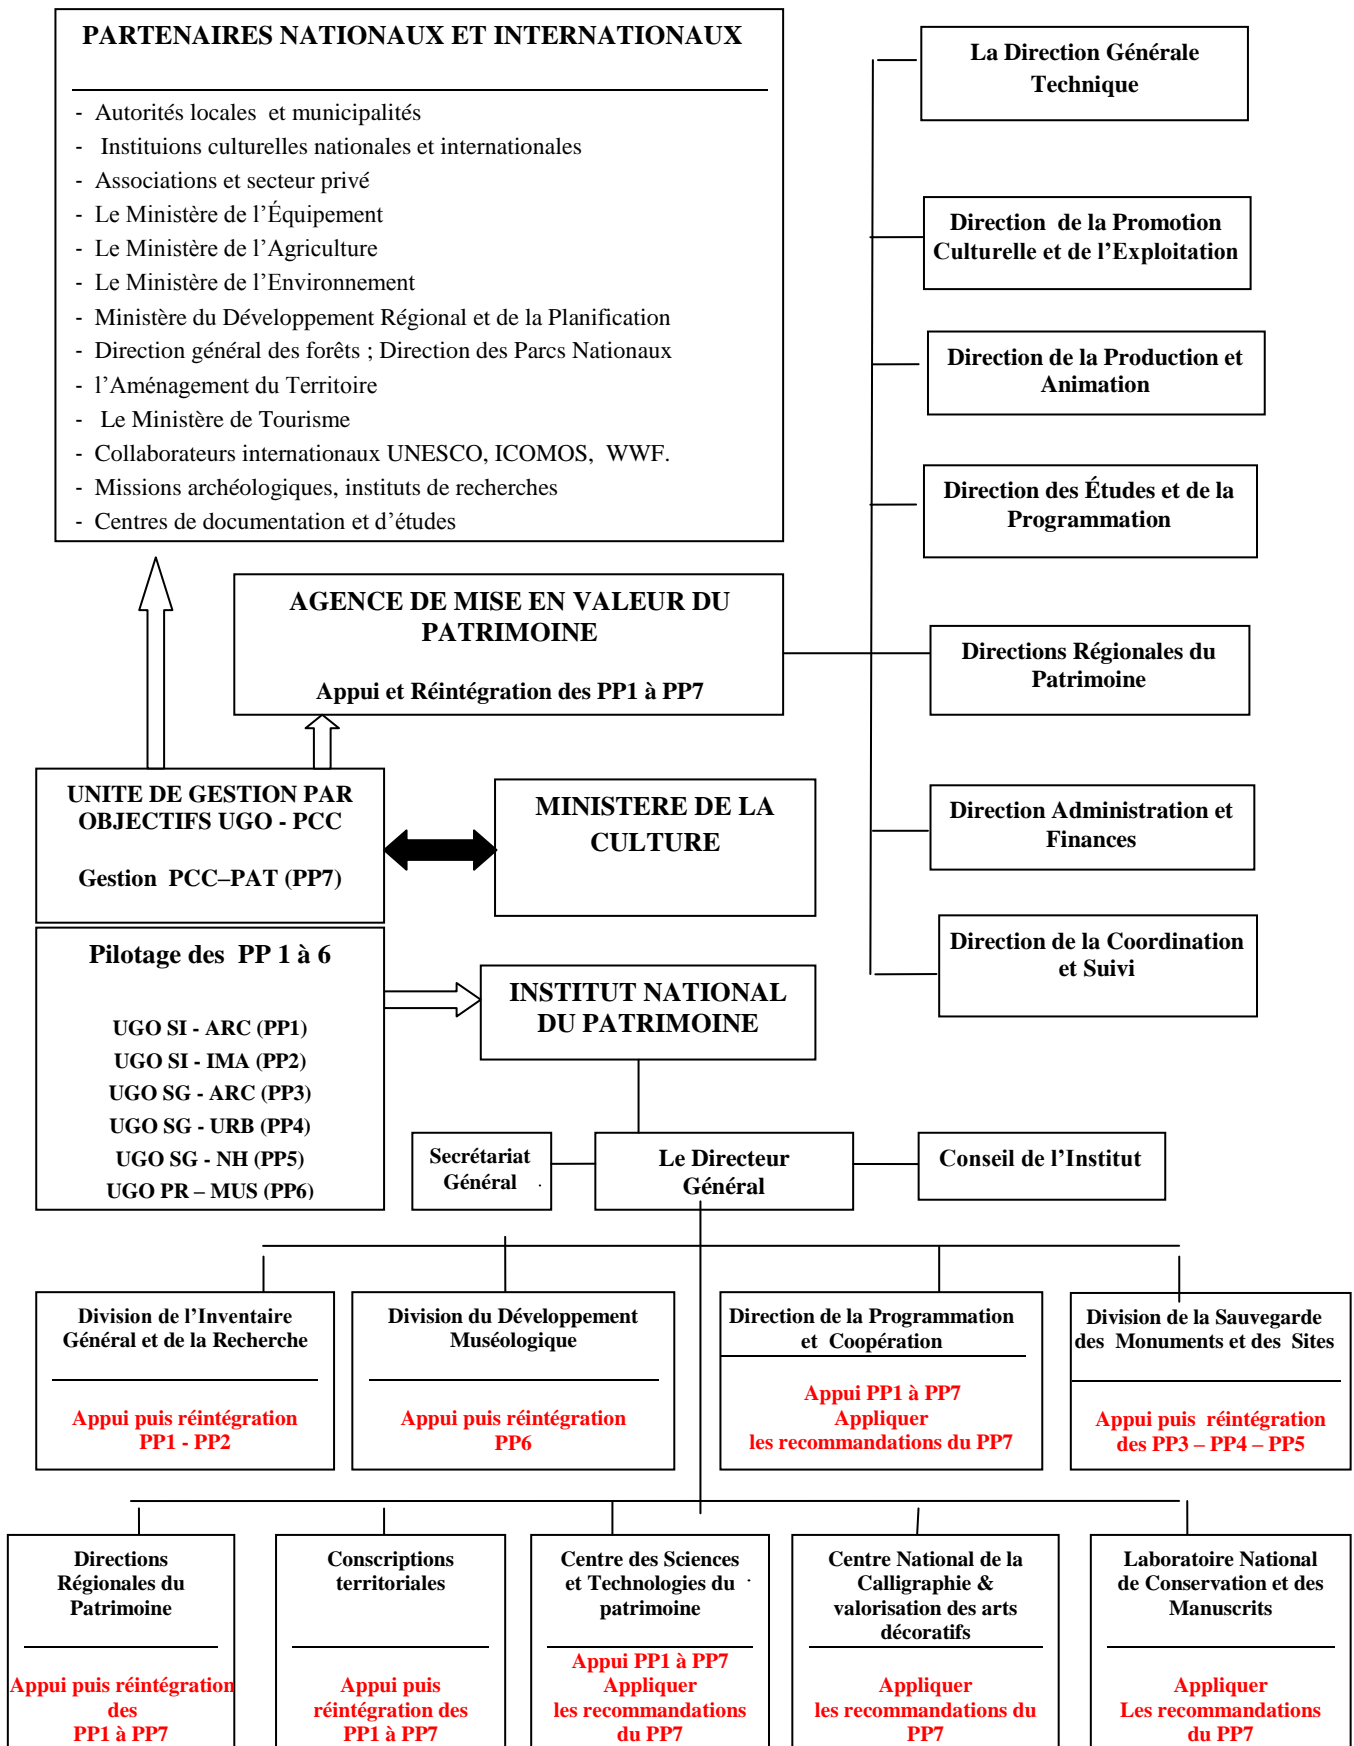 PARTENAIRES NATIONAUX ET INTERNATIONAUX
- Autorités locales et municipalités
- Instituions culturelles nationales et internationales
- Associations et secteur privé
- Le Ministère de l’Équipement
- Le Ministère de l’Agriculture
- Le Ministère de l’Environnement
- Ministère du Développement Régional et de la Planification
- Direction général des forêts ; Direction des Parcs Nationaux
- l’Aménagement du Territoire
- Le Ministère de Tourisme
- Collaborateurs internationaux UNESCO, ICOMOS, WWF.
- Missions archéologiques, instituts de recherches
- Centres de documentation et d’études
La Direction Générale
Technique
Direction de la Promotion
Culturelle et de l’Exploitation
Direction de la Production et
Animation
Direction des Études et de la
Programmation
Directions Régionales du
Patrimoine
Direction Administration et
Finances
Direction de la Coordination
et Suivi
AGENCE DE MISE EN VALEUR DU
PATRIMOINE
Appui et Réintégration des PP1 à PP7
UNITE DE GESTION PAR
OBJECTIFS UGO - PCC
Gestion PCC–PAT (PP7)
MINISTERE DE LA
CULTURE
Pilotage des PP 1 à 6
UGO SI - ARC (PP1)
UGO SI - IMA (PP2)
UGO SG - ARC (PP3)
UGO SG - URB (PP4)
UGO SG - NH (PP5)
UGO PR – MUS (PP6)
INSTITUT NATIONAL
DU PATRIMOINE
Secrétariat
Général .
Le Directeur
Général
Conseil de l’Institut
Division de l’Inventaire
Général et de la Recherche
Appui puis réintégration
PP1 - PP2
Division du Développement
Muséologique
Appui puis réintégration
PP6
Direction de la Programmation
et Coopération
Appui PP1 à PP7
Appliquer
les recommandations du PP7
Division de la Sauvegarde
des Monuments et des Sites
Appui puis réintégration
des PP3 – PP4 – PP5
Directions
Régionales du
Patrimoine
Appui puis réintégration
des
PP1 à PP7
Conscriptions
territoriales
Appui puis
réintégration des
PP1 à PP7
Centre des Sciences
et Technologies du .
patrimoine
Appui PP1 à PP7
Appliquer
les recommandations
du PP7
Centre National de la
Calligraphie &
valorisation des arts
décoratifs
Appliquer
les recommandations du
PP7
Laboratoire National
de Conservation et des
Manuscrits
Appliquer
Les recommandations
du PP7